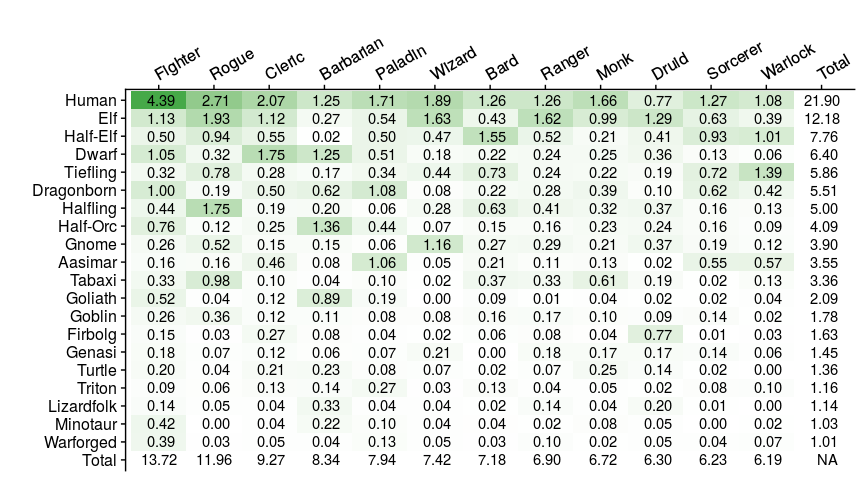 Fighter Rogue Cleric Barbarian Paladin Wizard Bard Ranger Monk Druid Sorcerer Warlock Total
Human 4.39 2.71 2.07 1.25 1.71 1.89 1.26 1.26 1.66 0.77 1.27 1.08 21.90
Elf 1.13 1.93 1.12 0.27 0.54 1.63 0.43 1.62 0.99 1.29 0.63 0.39 12.18
Half-Elf 0.50 0.94 0.55 0.02 0.50 0.47 1.55 0.52 0.21 0.41 0.93 1.01 7.76
Dwarf 1.05 0.32 1.75 1.25 0.51 0.18 0.22 0.24 0.25 0.36 0.13 0.06 6.40
Tiefling 0.32 0.78 0.28 0.17 0.34 0.44 0.73 0.24 0.22 0.19 0.72 1.39 5.86
Dragonborn 1.00 0.19 0.50 0.62 1.08 0.08 0.22 0.28 0.39 0.10 0.62 0.42 5.51
Halfling 0.44 1.75 0.19 0.20 0.06 0.28 0.63 0.41 0.32 0.37 0.16 0.13 5.00
Half-Orc 0.76 0.12 0.25 1.36 0.44 0.07 0.15 0.16 0.23 0.24 0.16 0.09 4.09
Gnome 0.26 0.52 0.15 0.15 0.06 1.16 0.27 0.29 0.21 0.37 0.19 0.12 3.90
Aasimar 0.16 0.16 0.46 0.08 1.06 0.05 0.21 0.11 0.13 0.02 0.55 0.57 3.55
Tabaxi 0.33 0.98 0.10 0.04 0.10 0.02 0.37 0.33 0.61 0.19 0.02 0.13 3.36
Goliath 0.52 0.04 0.12 0.89 0.19 0.00 0.09 0.01 0.04 0.02 0.02 0.04 2.09
Goblin 0.26 0.36 0.12 0.11 0.08 0.08 0.16 0.17 0.10 0.09 0.14 0.02 1.78
Firbolg 0.15 0.03 0.27 0.08 0.04 0.02 0.06 0.08 0.04 0.77 0.01 0.03 1.63
Genasi 0.18 0.07 0.12 0.06 0.07 0.21 0.00 0.18 0.17 0.17 0.14 0.06 1.45
Turtle 0.20 0.04 0.21 0.23 0.08 0.07 0.02 0.07 0.25 0.14 0.02 0.00 1.36
Triton 0.09 0.06 0.13 0.14 0.27 0.03 0.13 0.04 0.05 0.02 0.08 0.10 1.16
Lizardfolk 0.14 0.05 0.04 0.33 0.04 0.04 0.02 0.14 0.04 0.20 0.01 0.00 1.14
Minotaur 0.42 0.00 0.04 0.22 0.10 0.04 0.04 0.02 0.08 0.05 0.00 0.02 1.03
Warforged 0.39 0.03 0.05 0.04 0.13 0.05 0.03 0.10 0.02 0.05 0.04 0.07 1.01
Total 13.72 11.96 9.27 8.34 7.94 7.42 7.18 6.90 6.72 6.30 6.23 6.19 NA